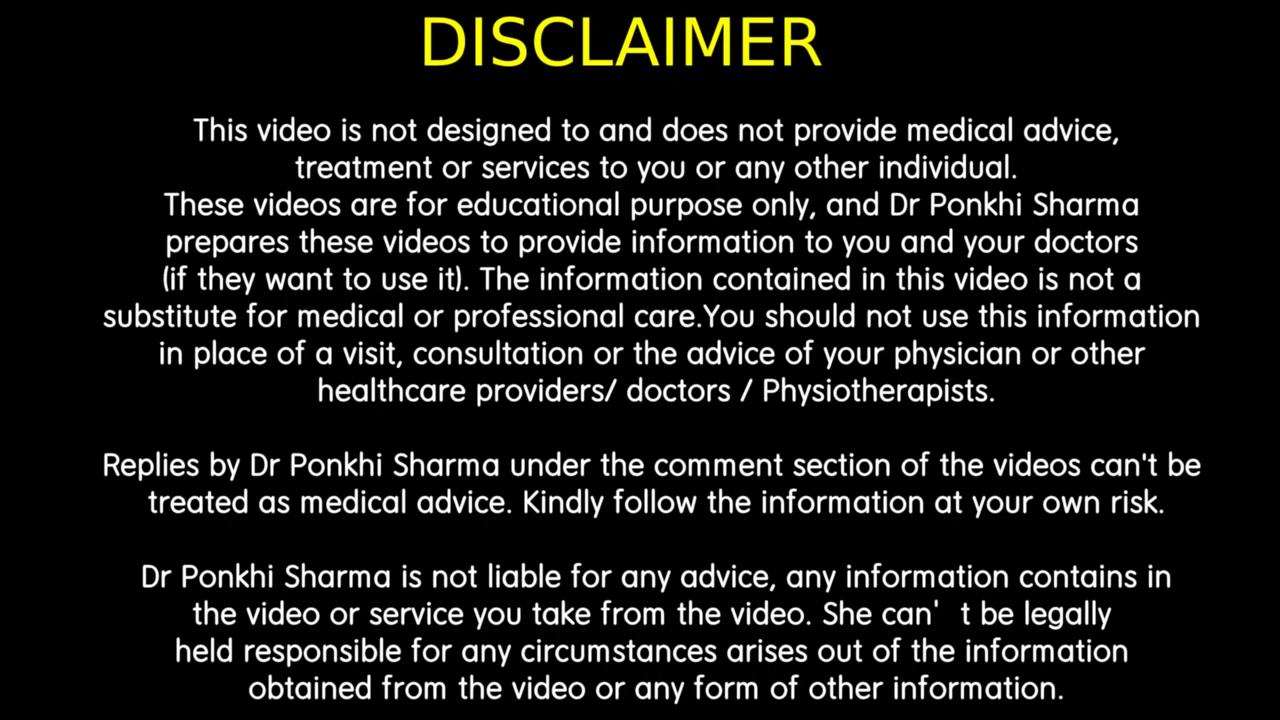 DISCLAIMER
This video is not designed to and does not provide medical advice,
treatment or services to you or any other individual.
These videos are for educational purpose only, and Dr Ponkhi Sharma
prepares these videos to provide information to you and your doctors
(if they want to use it). The information contained in this video is not a
substitute for medical or professional care.You should not use this information
in place of a visit, consultation or the advice of your physician or other
healthcare providers/ doctors / Physiotherapists.
Replies by Dr Ponkhi Sharma under the comment section of the videos can't be
treated as medical advice. Kindly follow the information at your own risk.
Dr Ponkhi Sharma is not liable for any advice, any information contains in
the video or service you take from the video. She can' t be legally
held responsible for any circumstances arises out of the information
obtained from the video or any form of other information.